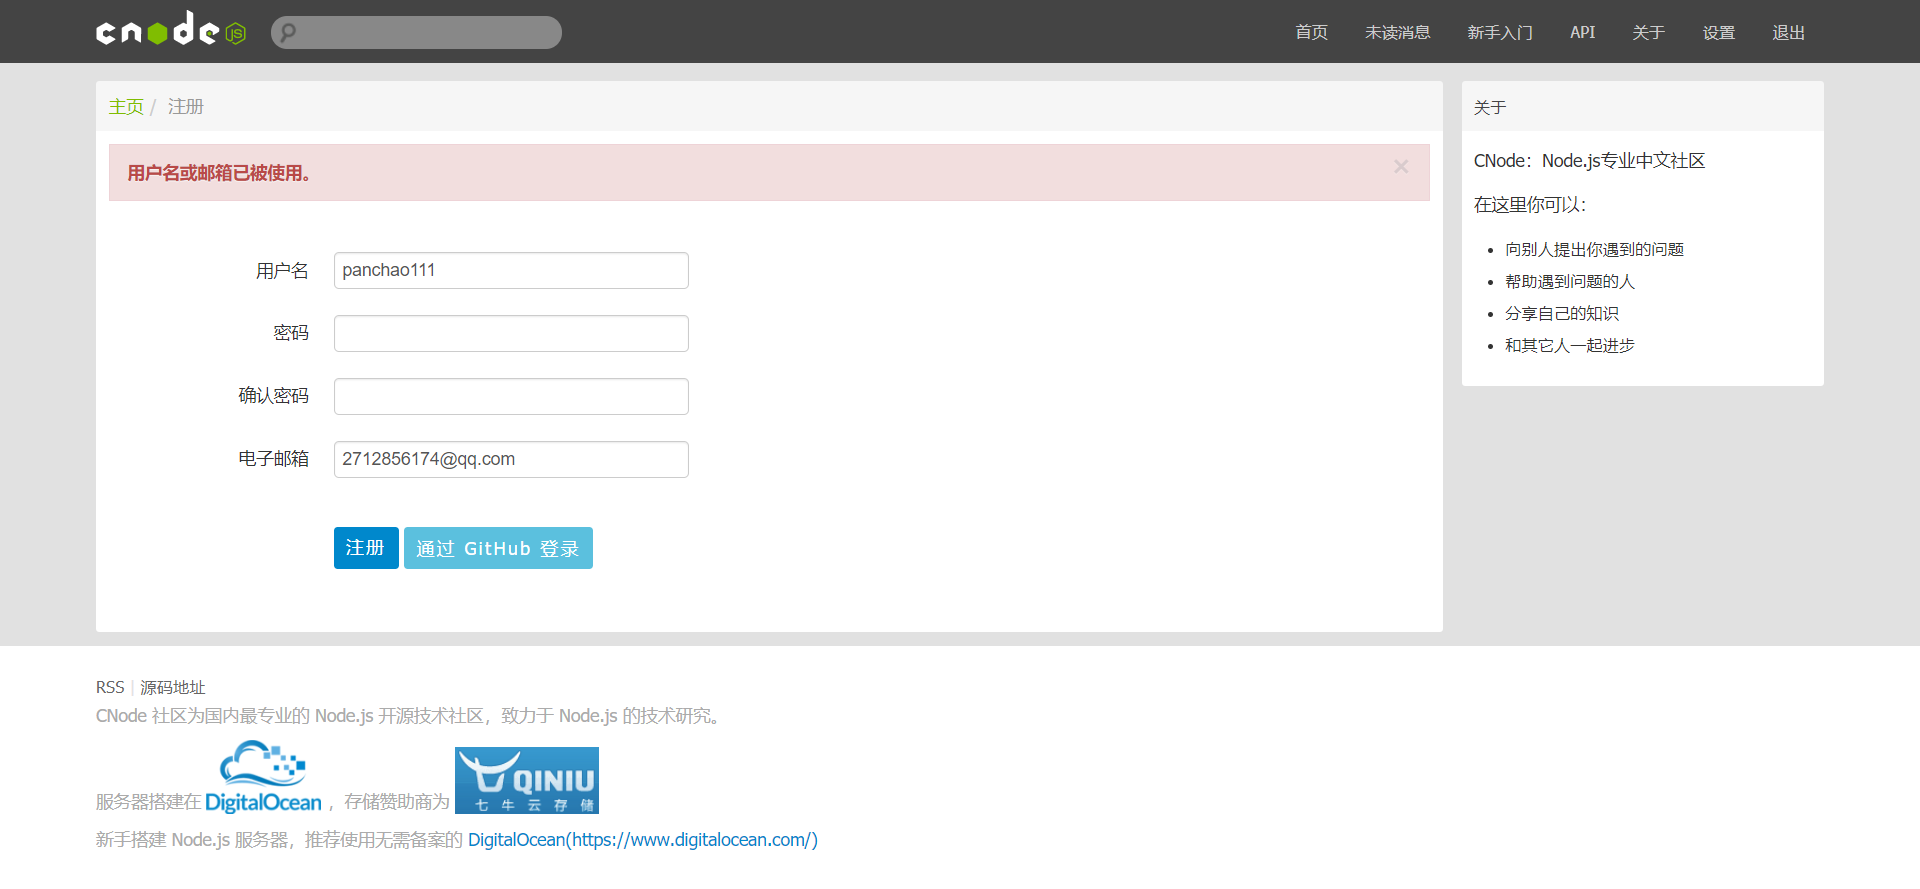 cnode JS
首页 未读消息 新手入门 API 关于 设置 退出
主页 / 注册
用户名或邮箱已被使用。 ×
用户名 panchao111
密码
确认密码
电子邮箱 2712856174@qq.com
注册 通过 GitHub 登录
关于
CNode：Node.js专业中文社区
在这里你可以：
• 向别人提出你遇到的问题
• 帮助遇到问题的人
• 分享自己的知识
• 和其它人一起进步
RSS | 源码地址
CNode 社区为国内最专业的 Node.js 开源技术社区，致力于 Node.js 的技术研究。
服务器搭建在 DigitalOcean ，存储赞助商为 QINIU 七牛云存储
新手搭建 Node.js 服务器，推荐使用无需备案的 DigitalOcean(https://www.digitalocean.com/)